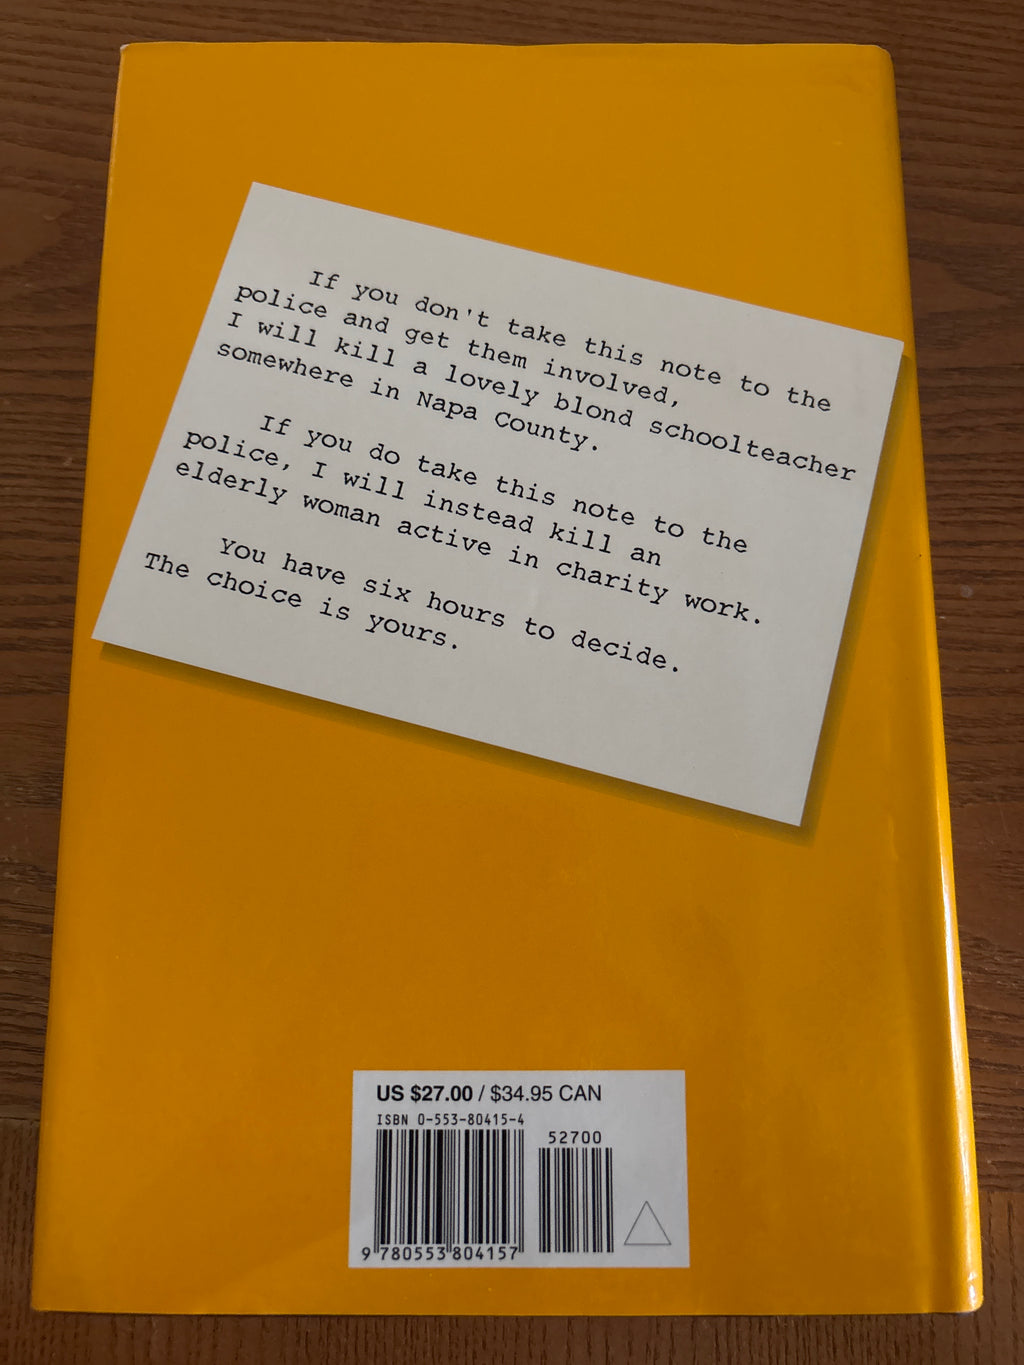 If you don't take this note to the
police and get them involved,
I will kill a lovely blond schoolteacher
somewhere in Napa County.
If you do take this note to the
police, I will instead kill an
elderly woman active in charity work.
You have six hours to decide.
The choice is yours.
US $27.00 / $34.95 CAN
ISBN 0-553-80415-4
52700
9 780553 804157